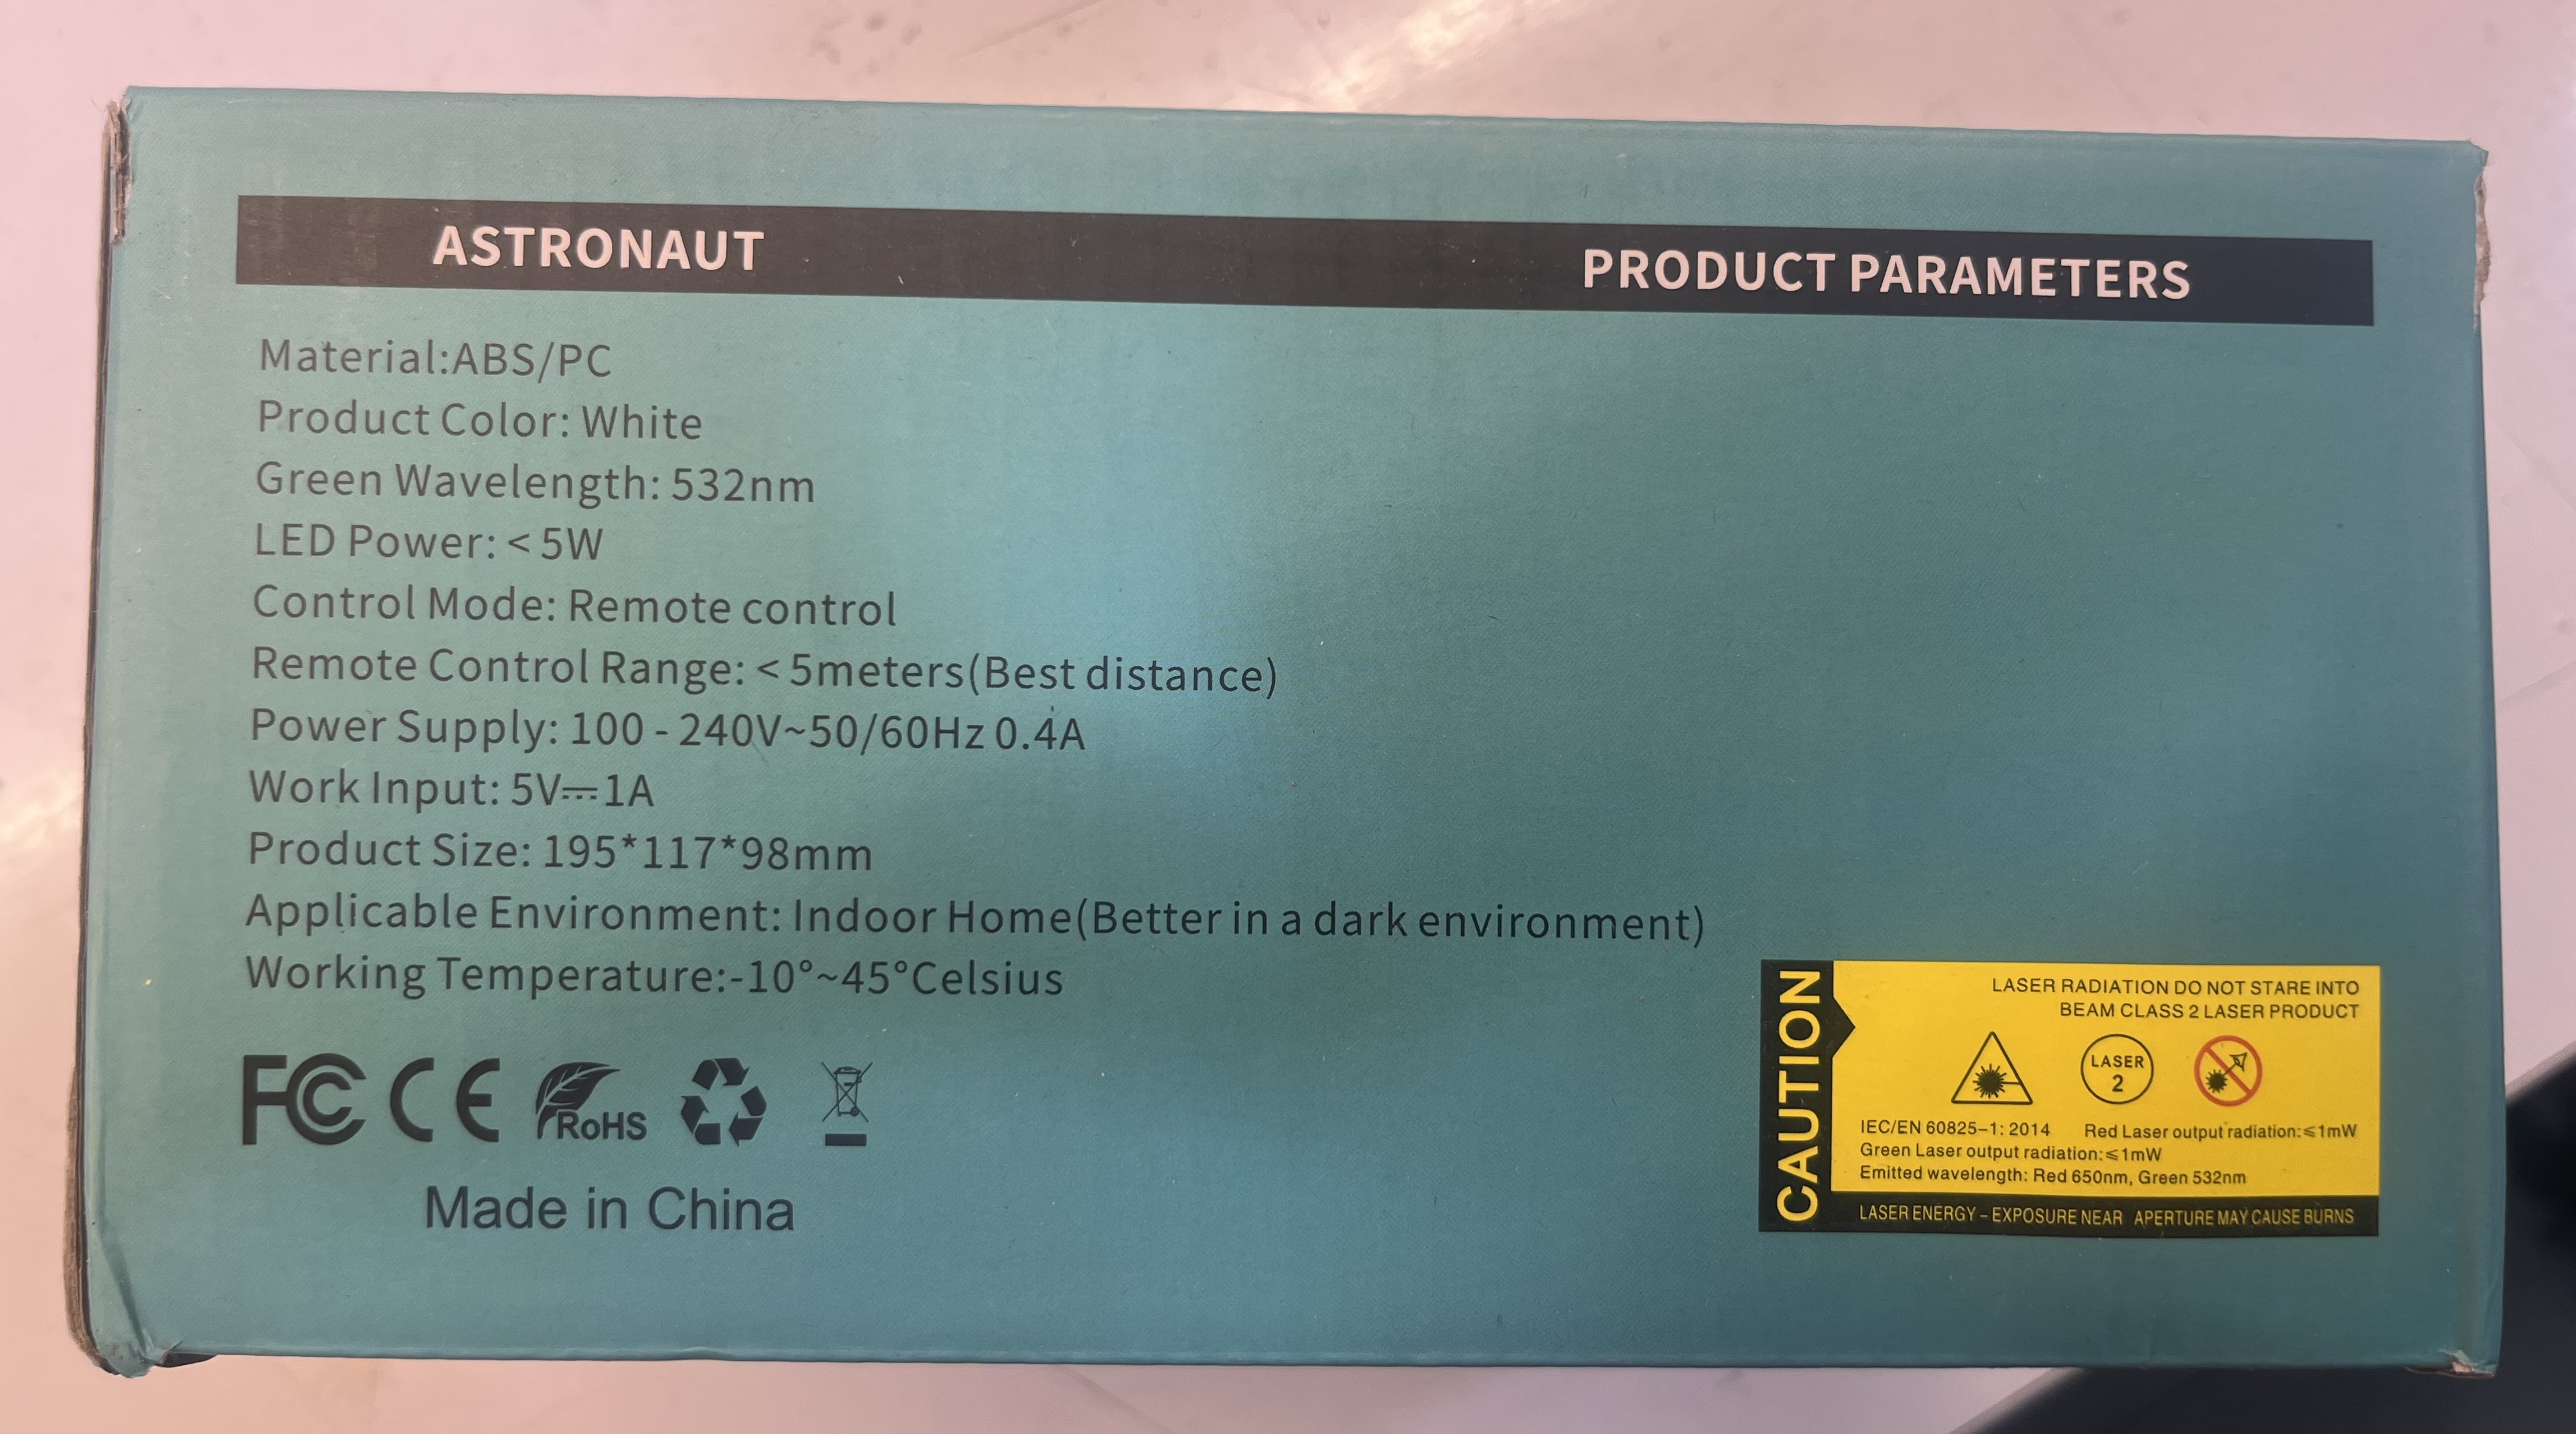 ASTRONAUT PRODUCT PARAMETERS
Material:ABS/PC
Product Color: White
Green Wavelength: 532nm
LED Power: < 5W
Control Mode: Remote control
Remote Control Range: < 5meters(Best distance)
Power Supply: 100 - 240V~50/60Hz 0.4A
Work Input: 5V⎓1A
Product Size: 195*117*98mm
Applicable Environment: Indoor Home(Better in a dark environment)
Working Temperature:-10°~45°Celsius
FC CE RoHS
Made in China
CAUTION
LASER RADIATION DO NOT STARE INTO
BEAM CLASS 2 LASER PRODUCT
LASER
2
IEC/EN 60825-1: 2014 Red Laser output radiation:≤1mW
Green Laser output radiation:≤1mW
Emitted wavelength: Red 650nm, Green 532nm
LASER ENERGY - EXPOSURE NEAR APERTURE MAY CAUSE BURNS